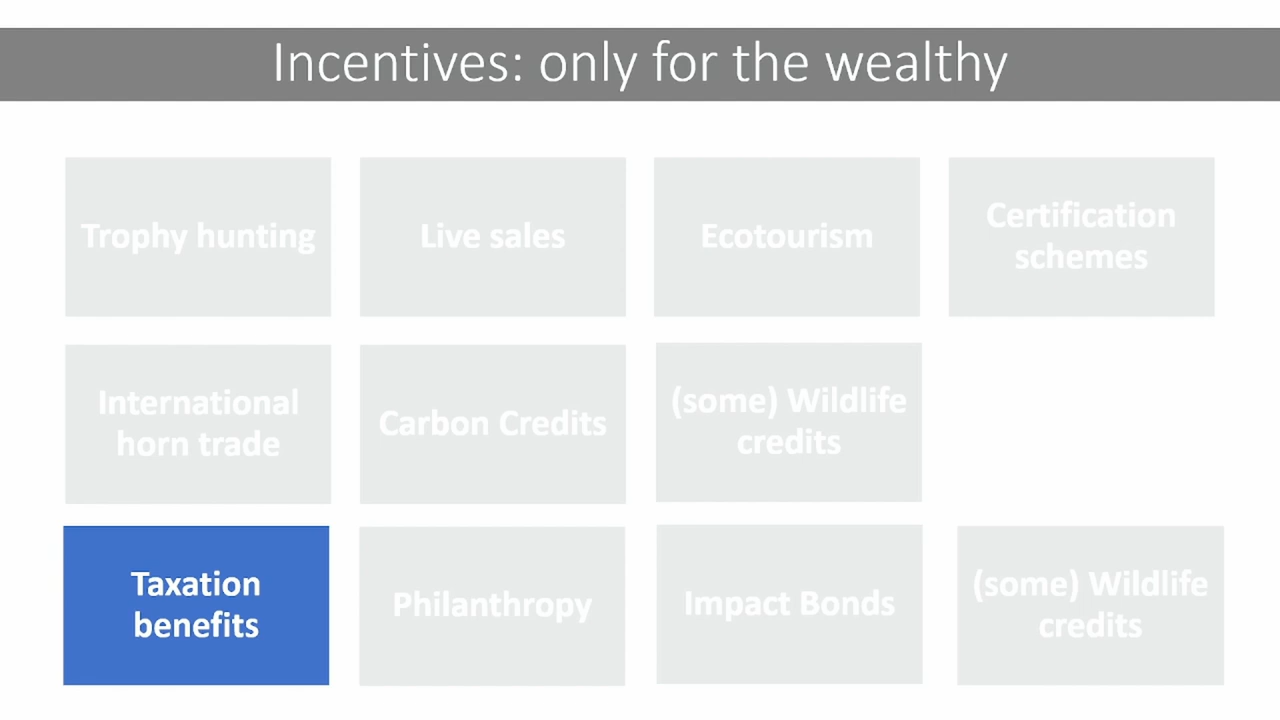 Incentives: only for the wealthy
Trophy hunting
Live sales
Ecotourism
Certification
schemes
International
horn trade
Carbon Credits
(some) Wildlife
credits
Taxation
benefits
Philanthropy
Impact Bonds
(some) Wildlife
credits